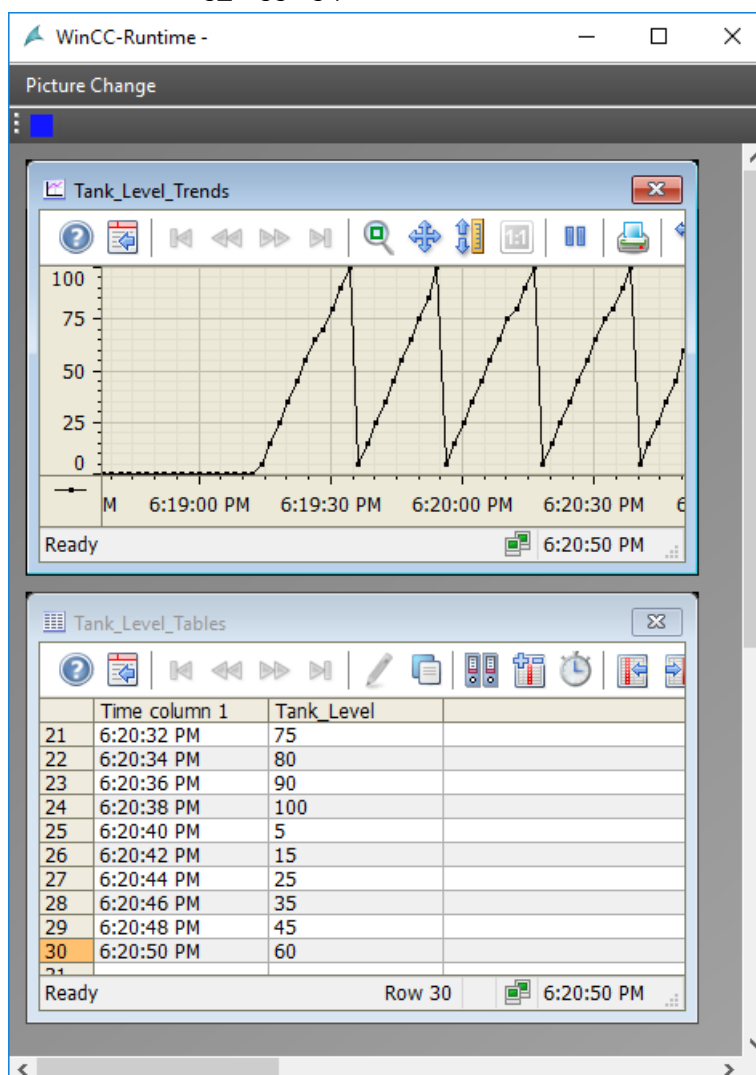 WinCC-Runtime -
Picture Change
Tank_Level_Trends
1:1
100
75
50
25
0
M 6:19:00 PM 6:19:30 PM 6:20:00 PM 6:20:30 PM
Ready 6:20:50 PM
Tank_Level_Tables
Time column 1 Tank_Level
21 6:20:32 PM 75
22 6:20:34 PM 80
23 6:20:36 PM 90
24 6:20:38 PM 100
25 6:20:40 PM 5
26 6:20:42 PM 15
27 6:20:44 PM 25
28 6:20:46 PM 35
29 6:20:48 PM 45
30 6:20:50 PM 60
Ready Row 30 6:20:50 PM